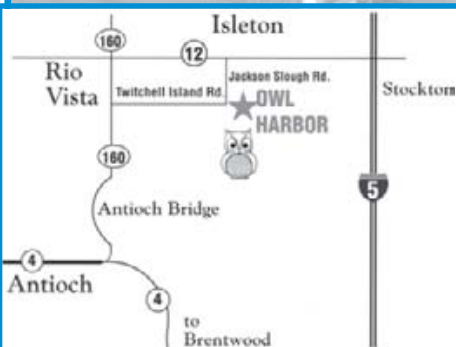 Isleton
160
12
Rio
Vista
Jackson Slough Rd.
Twitchell Island Rd.
OWL
HARBOR
Stockton
160
5
Antioch Bridge
4
Antioch
4
to
Brentwood